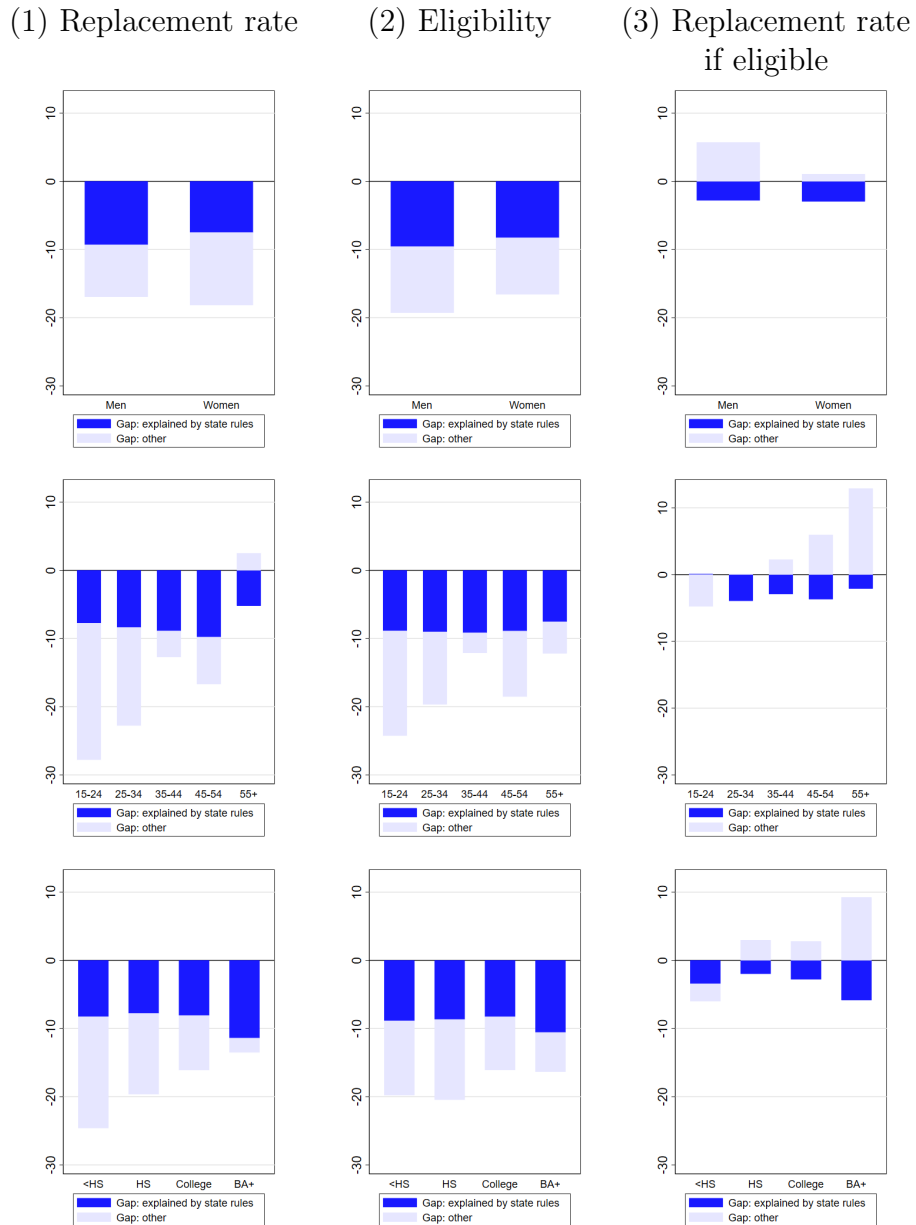 (1) Replacement rate
(2) Eligibility
(3) Replacement rate
if eligible
10
0
-10
-20
-30
Men Women
Gap: explained by state rules
Gap: other
10
0
-10
-20
-30
Men Women
Gap: explained by state rules
Gap: other
10
0
-10
-20
-30
Men Women
Gap: explained by state rules
Gap: other
10
0
-10
-20
-30
15-24 25-34 35-44 45-54 55+
Gap: explained by state rules
Gap: other
10
0
-10
-20
-30
15-24 25-34 35-44 45-54 55+
Gap: explained by state rules
Gap: other
10
0
-10
-20
-30
15-24 25-34 35-44 45-54 55+
Gap: explained by state rules
Gap: other
10
0
-10
-20
-30
<HS HS College BA+
Gap: explained by state rules
Gap: other
10
0
-10
-20
-30
<HS HS College BA+
Gap: explained by state rules
Gap: other
10
0
-10
-20
-30
<HS HS College BA+
Gap: explained by state rules
Gap: other